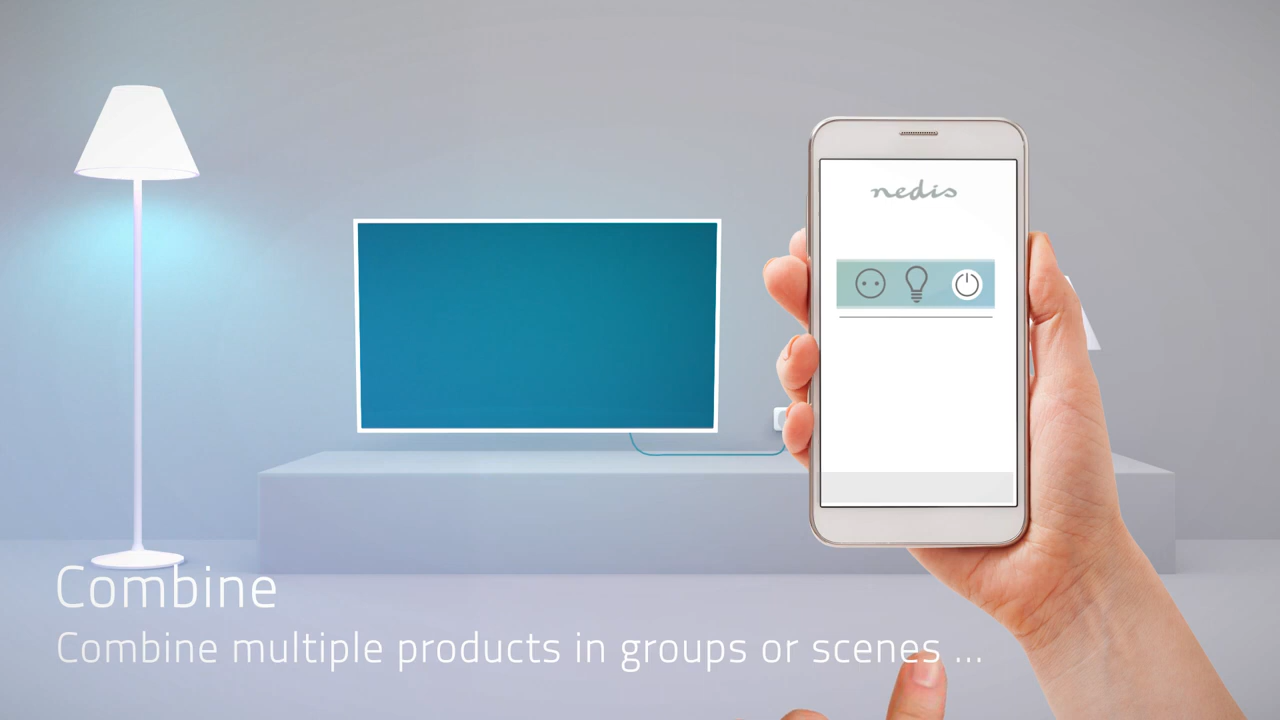 nedis
Combine
Combine multiple products in groups or scenes ...